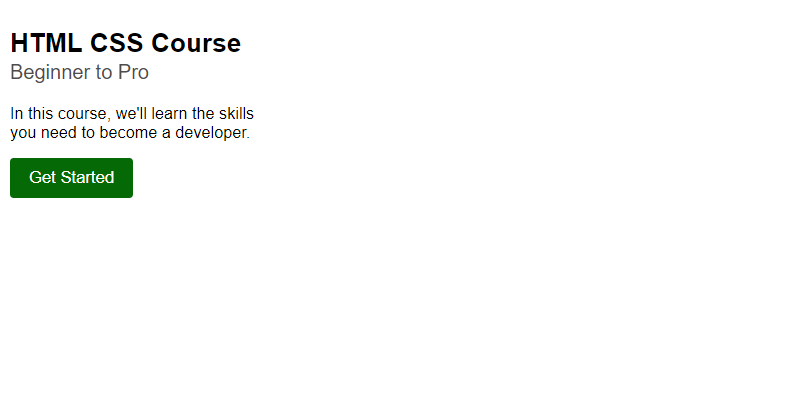 HTML CSS Course
Beginner to Pro
In this course, we'll learn the skills
you need to become a developer.
Get Started